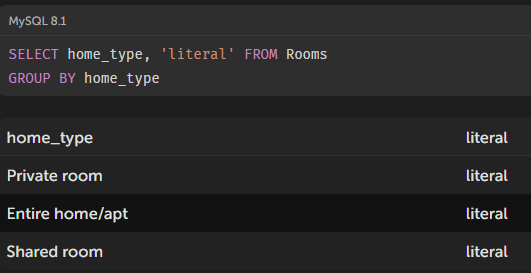 MySQL 8.1
SELECT home_type, 'literal' FROM Rooms
GROUP BY home_type
home_type literal
Private room literal
Entire home/apt literal
Shared room literal